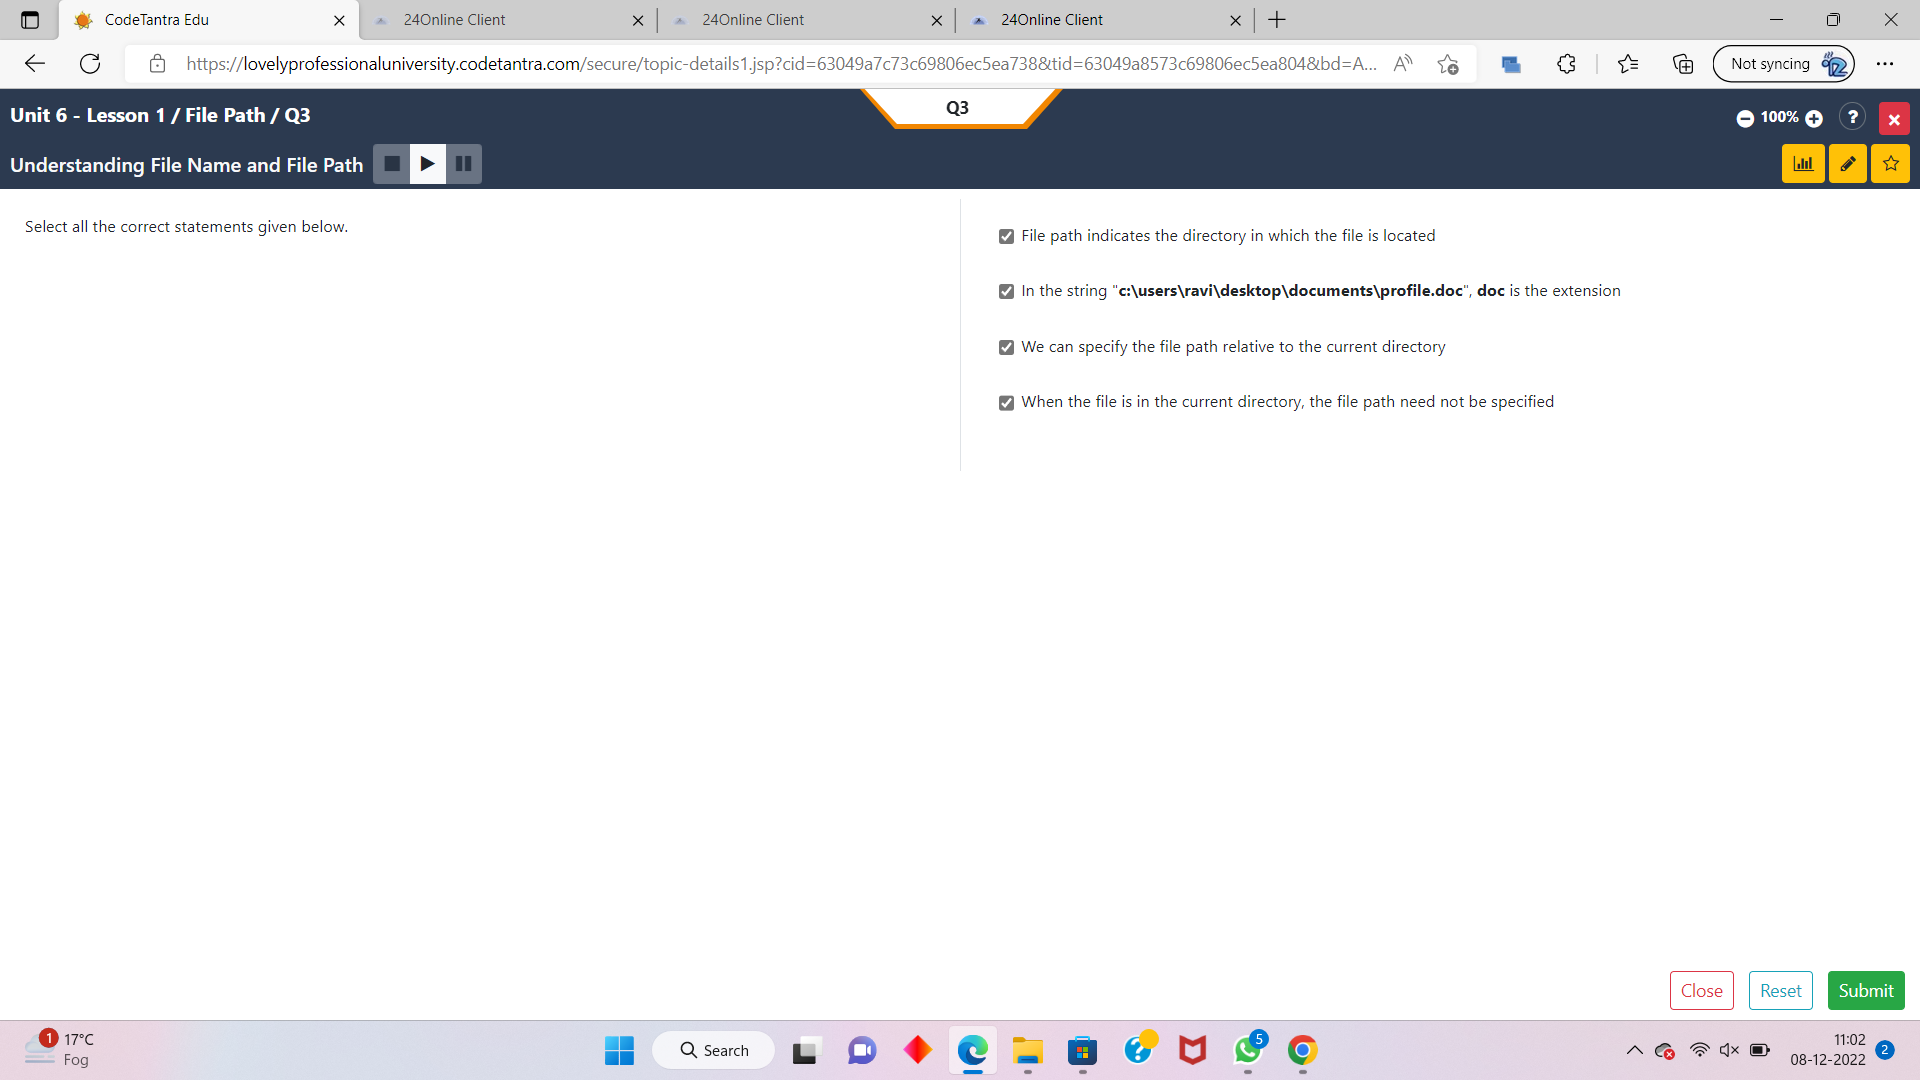 CodeTantra Edu
24Online Client
24Online Client
24Online Client
https://lovelyprofessionaluniversity.codetantra.com/secure/topic-details1.jsp?cid=63049a7c73c69806ec5ea738&tid=63049a8573c69806ec5ea804&bd=A...
Not syncing
Unit 6 - Lesson 1 / File Path / Q3
Q3
100%
?
Understanding File Name and File Path
Select all the correct statements given below.
File path indicates the directory in which the file is located
In the string "c:\users\ravi\desktop\documents\profile.doc", doc is the extension
We can specify the file path relative to the current directory
When the file is in the current directory, the file path need not be specified
Close
Reset
Submit
1
17°C
Fog
Search
5
11:02
08-12-2022
2